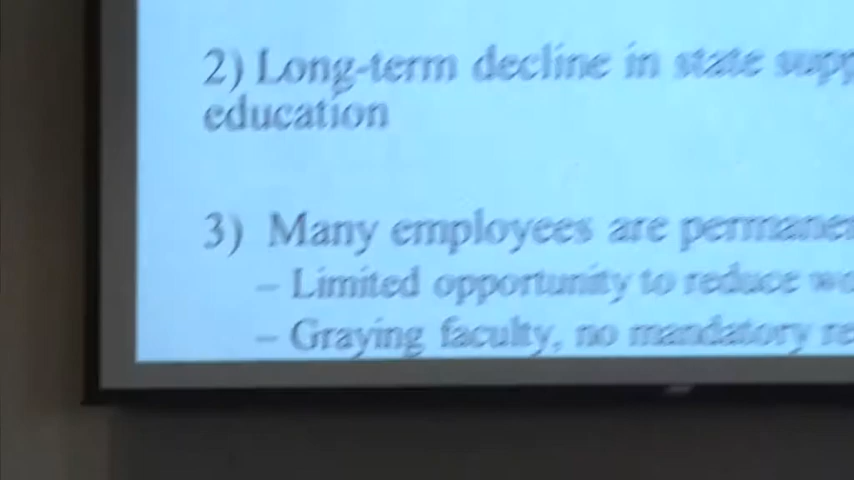 2) Long-term decline in state supp
education
3) Many employees are permanen
– Limited opportunity to reduce wo
– Graying faculty, no mandatory re